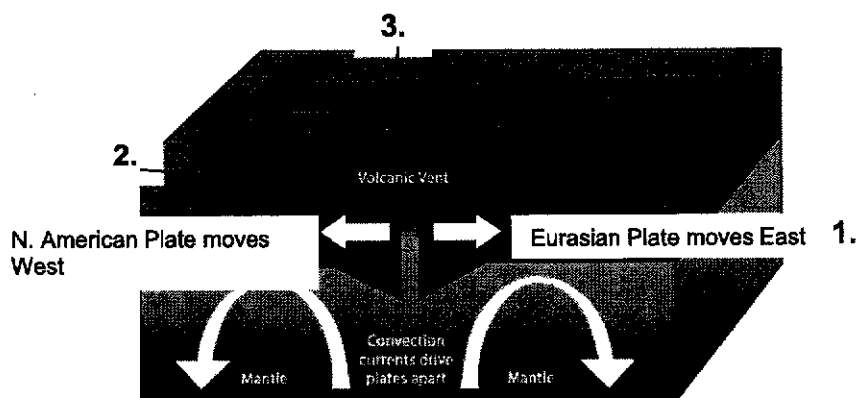 3.
2.
Volcanic Vent
N. American Plate moves
West
Eurasian Plate moves East 1.
Convection
currents drive
plates apart
Mantle
Mantle